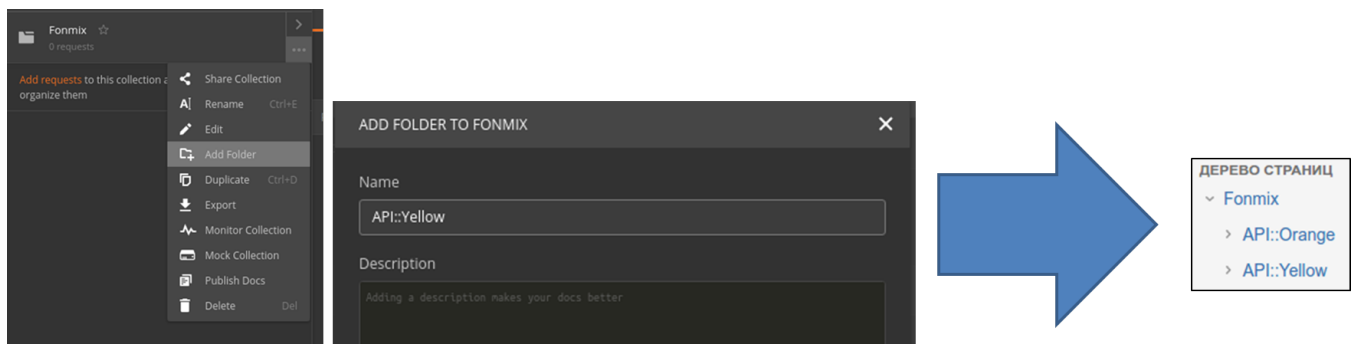 Fonmix
0 requests
Add requests to this collection a
organize them
Share Collection
Rename Ctrl+E
Edit
Add Folder
Duplicate Ctrl+D
Export
Monitor Collection
Mock Collection
Publish Docs
Delete Del
ADD FOLDER TO FONMIX
Name
API::Yellow
Description
Adding a description makes your docs better
ДЕРЕВО СТРАНИЦ
Fonmix
API::Orange
API::Yellow